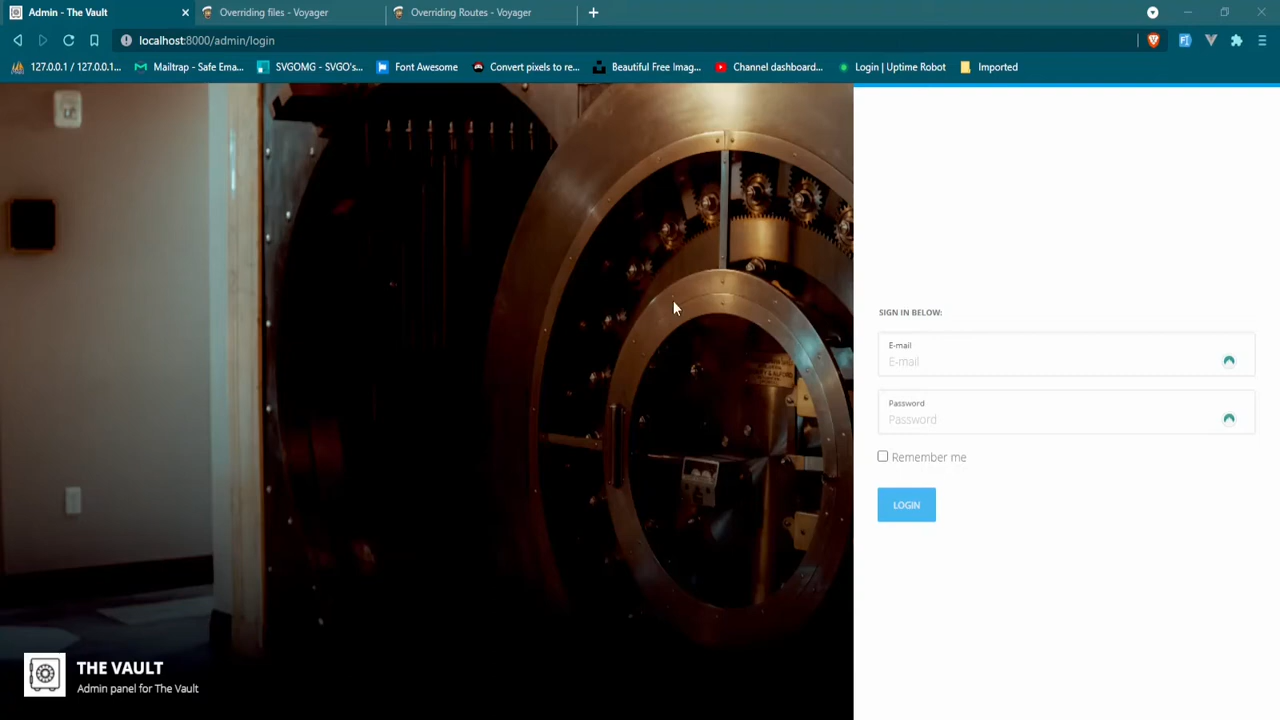 Admin - The Vault
Overriding files - Voyager
Overriding Routes - Voyager
localhost:8000/admin/login
127.0.0.1 / 127.0.0.1...
Mailtrap - Safe Ema...
SVGOMG - SVGO's...
Font Awesome
Convert pixels to re...
Beautiful Free Imag...
Channel dashboard...
Login | Uptime Robot
Imported
SIGN IN BELOW:
E-mail
E-mail
Password
Password
Remember me
LOGIN
THE VAULT
Admin panel for The Vault